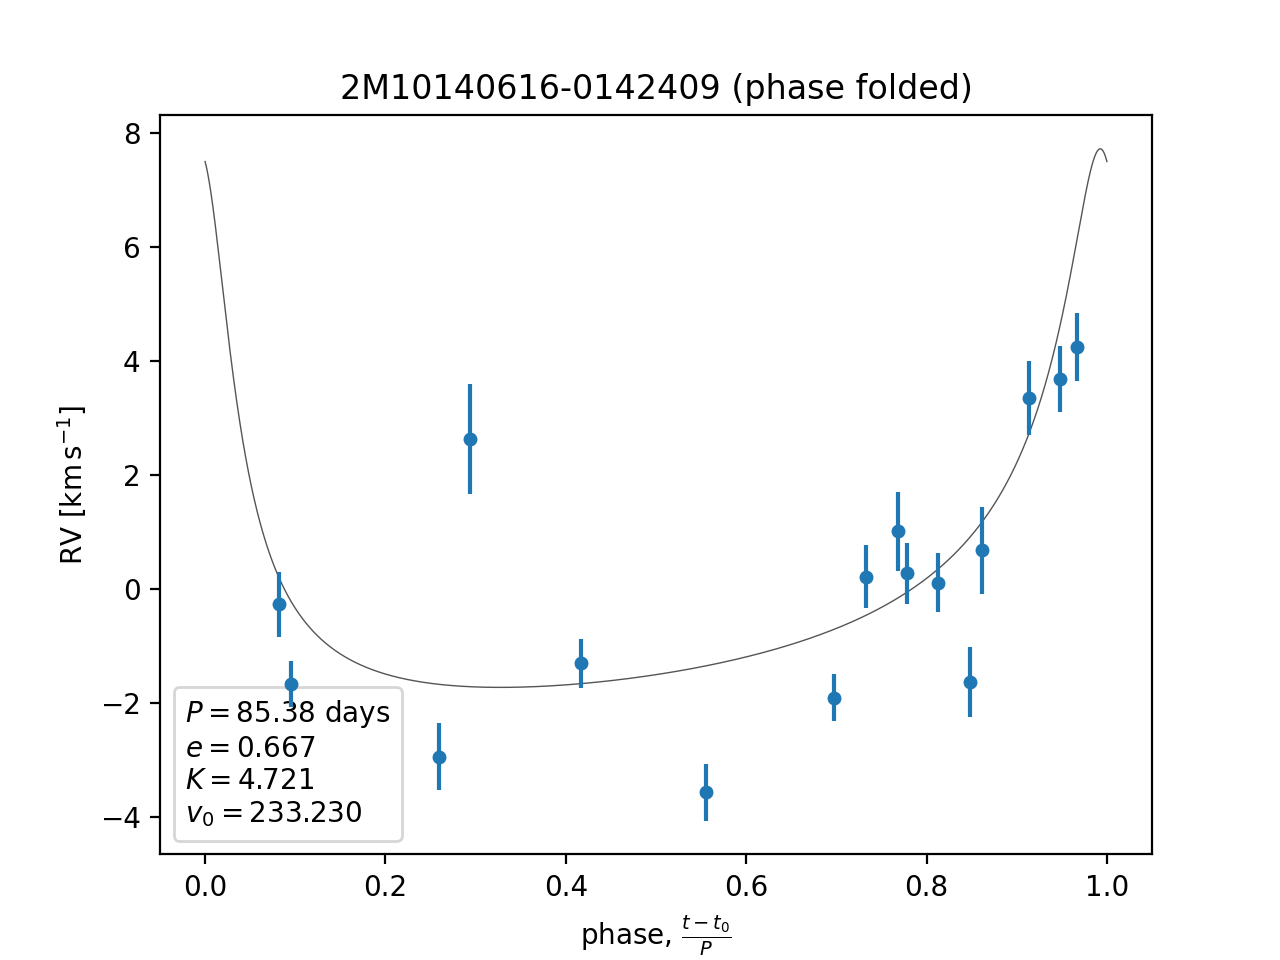 2M10140616-0142409 (phase folded)
8
6
4
2
0
−2
−4
RV [km s⁻¹]
P = 85.38 days
e = 0.667
K = 4.721
v₀ = 233.230
0.0 0.2 0.4 0.6 0.8 1.0
phase, (t − t₀)/P